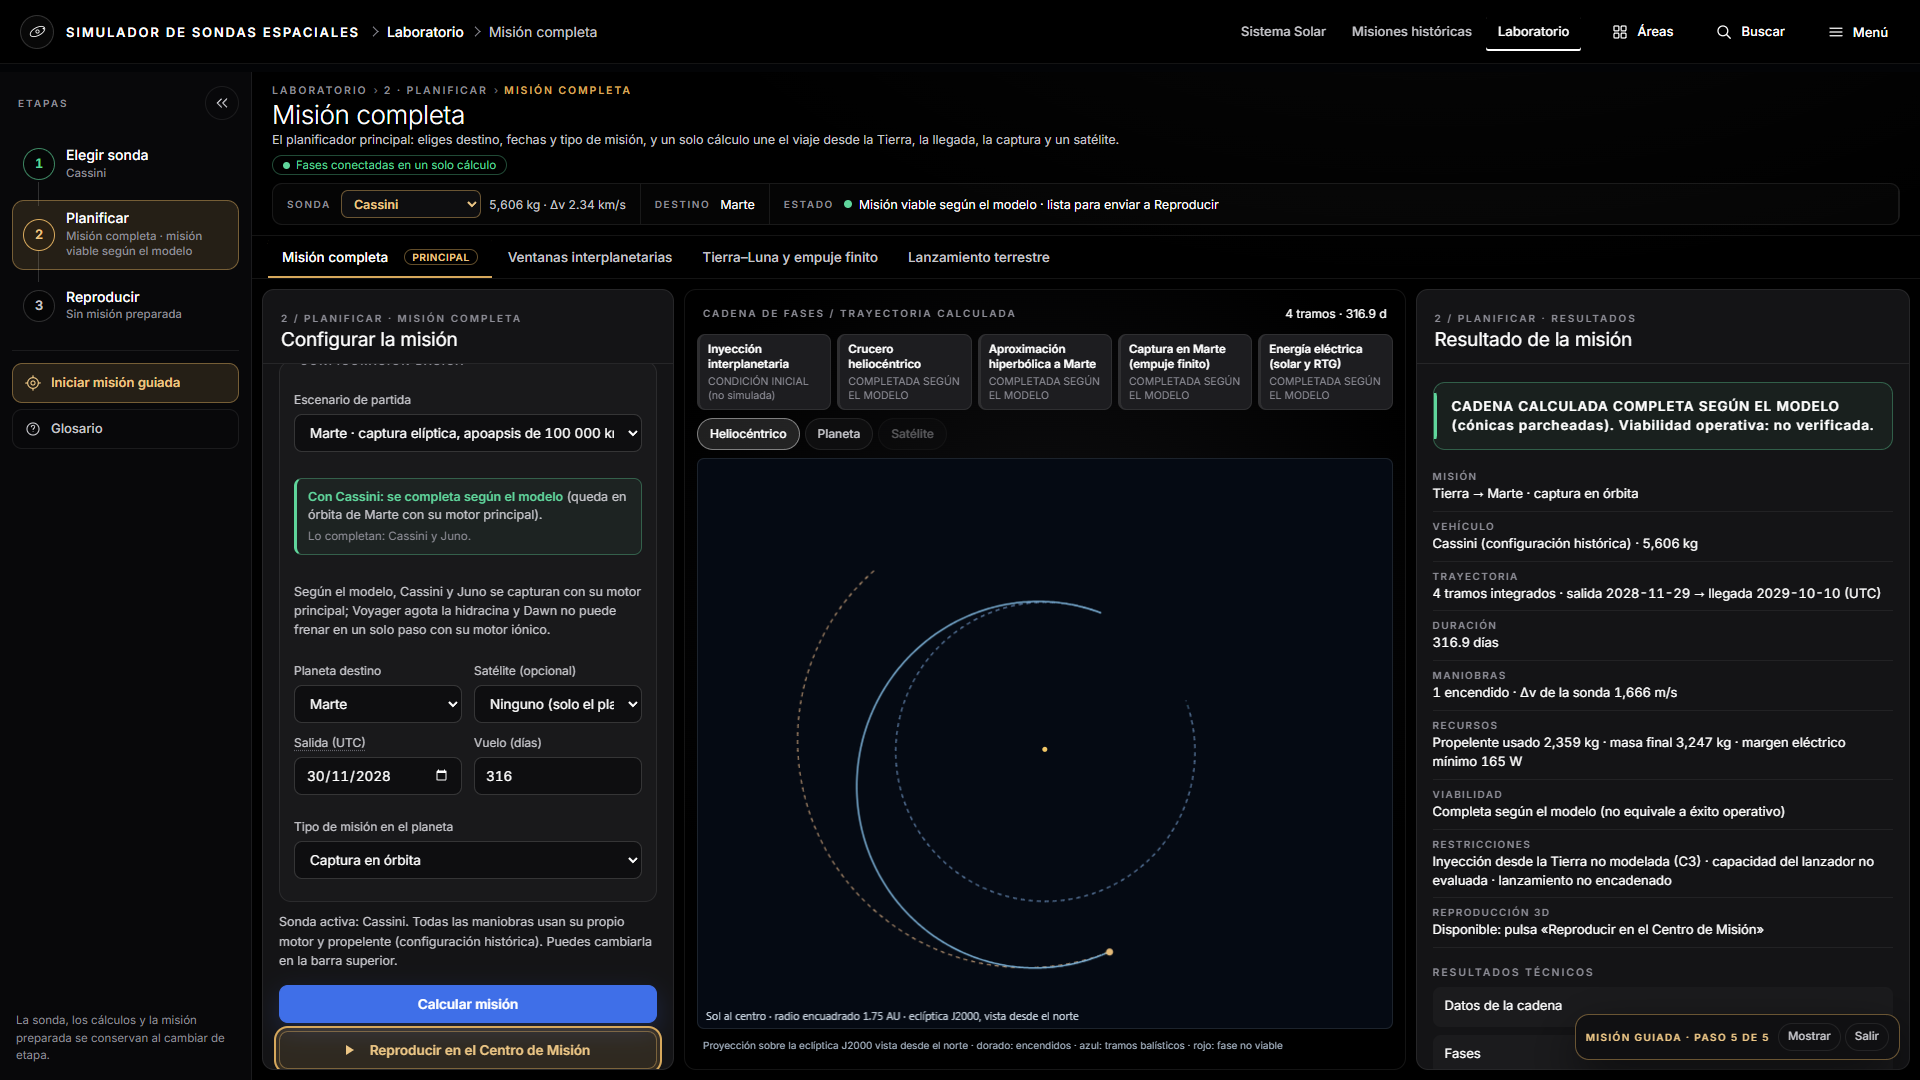 SIMULADOR DE SONDAS ESPACIALES
Laboratorio
Misión completa
Sistema Solar
Misiones históricas
Laboratorio
Áreas
Buscar
Menú
ETAPAS
1
Elegir sonda
Cassini
2
Planificar
Misión completa · misión
viable según el modelo
3
Reproducir
Sin misión preparada
Iniciar misión guiada
Glosario
La sonda, los cálculos y la misión
preparada se conservan al cambiar de
etapa.
LABORATORIO › 2 · PLANIFICAR › MISIÓN COMPLETA
Misión completa
El planificador principal: eliges destino, fechas y tipo de misión, y un solo cálculo une el viaje desde la Tierra, la llegada, la captura y un satélite.
Fases conectadas en un solo cálculo
SONDA
Cassini
5,606 kg · Δv 2.34 km/s
DESTINO Marte
ESTADO Misión viable según el modelo · lista para enviar a Reproducir
Misión completa
PRINCIPAL
Ventanas interplanetarias
Tierra–Luna y empuje finito
Lanzamiento terrestre
2 / PLANIFICAR · MISIÓN COMPLETA
Configurar la misión
Escenario de partida
Marte · captura elíptica, apoapsis de 100 000
Con Cassini: se completa según el modelo (queda en
órbita de Marte con su motor principal).
Lo completan: Cassini y Juno.
Según el modelo, Cassini y Juno se capturan con su motor
principal; Voyager agota la hidracina y Dawn no puede
frenar en un solo paso con su motor iónico.
Planeta destino
Satélite (opcional)
Marte
Ninguno (solo el
Salida (UTC)
Vuelo (días)
30/11/2028
316
Tipo de misión en el planeta
Captura en órbita
Sonda activa: Cassini. Todas las maniobras usan su propio
motor y propelente (configuración histórica). Puedes cambiarla
en la barra superior.
Calcular misión
Reproducir en el Centro de Misión
CADENA DE FASES / TRAYECTORIA CALCULADA
4 tramos · 316.9 d
Inyección
interplanetaria
CONDICIÓN INICIAL
(no simulada)
Crucero
heliocéntrico
COMPLETADA SEGÚN
EL MODELO
Aproximación
hiperbólica a Marte
COMPLETADA SEGÚN
EL MODELO
Captura en Marte
(empuje finito)
COMPLETADA SEGÚN
EL MODELO
Energía eléctrica
(solar y RTG)
COMPLETADA SEGÚN
EL MODELO
Heliocéntrico
Planeta
Satélite
Sol al centro · radio encuadrado 1.75 AU · eclíptica J2000, vista desde el norte
Proyección sobre la eclíptica J2000 vista desde el norte · dorado: encendidos · azul: tramos balísticos · rojo: fase no viable
2 / PLANIFICAR · RESULTADOS
Resultado de la misión
CADENA CALCULADA COMPLETA SEGÚN EL MODELO
(cónicas parcheadas). Viabilidad operativa: no verificada.
MISIÓN
Tierra → Marte · captura en órbita
VEHÍCULO
Cassini (configuración histórica) · 5,606 kg
TRAYECTORIA
4 tramos integrados · salida 2028-11-29 → llegada 2029-10-10 (UTC)
DURACIÓN
316.9 días
MANIOBRAS
1 encendido · Δv de la sonda 1,666 m/s
RECURSOS
Propelente usado 2,359 kg · masa final 3,247 kg · margen eléctrico
mínimo 165 W
VIABILIDAD
Completa según el modelo (no equivale a éxito operativo)
RESTRICCIONES
Inyección desde la Tierra no modelada (C3) · capacidad del lanzador no
evaluada · lanzamiento no encadenado
REPRODUCCIÓN 3D
Disponible: pulsa «Reproducir en el Centro de Misión»
RESULTADOS TÉCNICOS
Datos de la cadena
Fases
MISIÓN GUIADA · PASO 5 DE 5
Mostrar
Salir